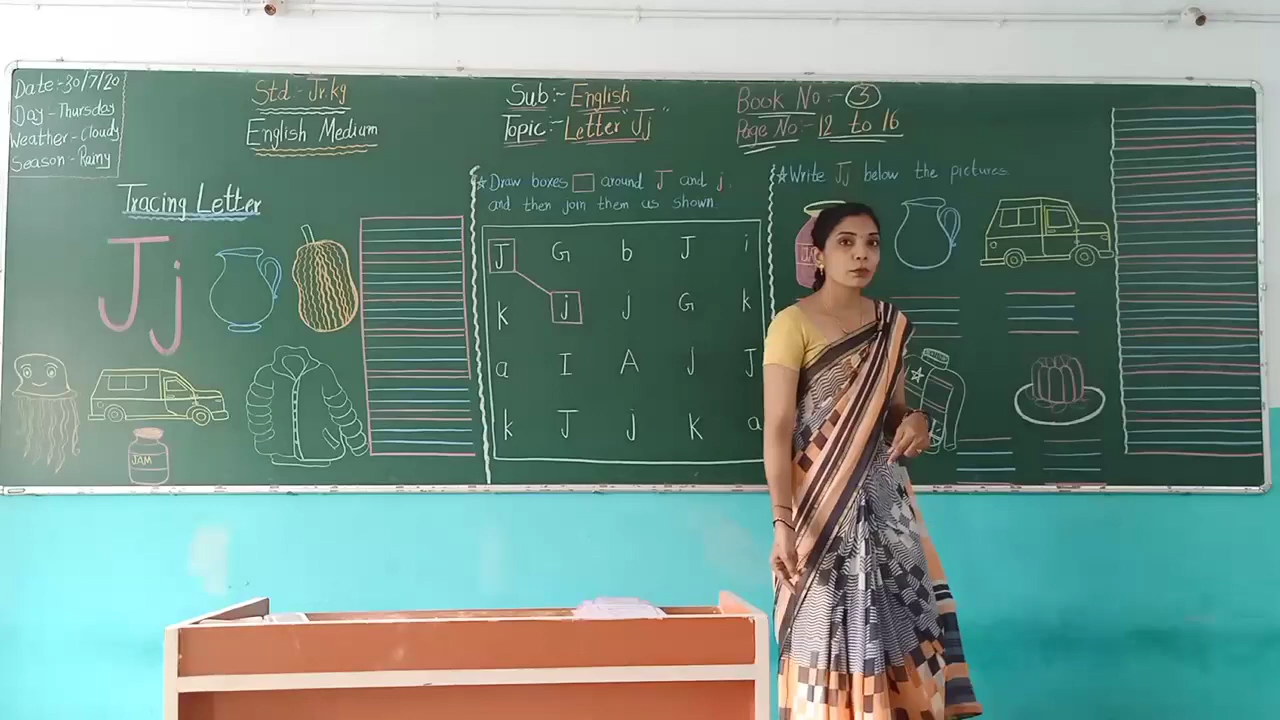 Date:-30/7/20
Day - Thursday
Weather - Cloudy
Season - Rainy
Std - Jr kg
English Medium
Sub:- English
Topic:- Letter "Jj"
Book No:- 3
Page No:- 12 to 16
Tracing Letter
Jj
JAM
☆ Draw boxes □ around J and j.
and then join them as shown.
J G b J i
k j j G k
a I A J J
k J j K a
☆ Write Jj below the pictures.